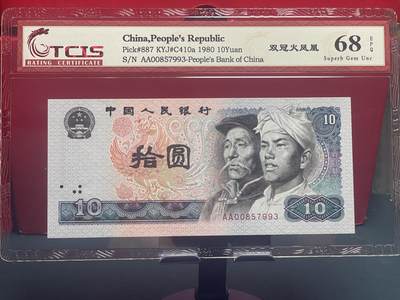 TCIS
RATING CERTIFICATE
China,People's Republic
Pick#887 KYJ#C410a 1980 10Yuan
S/N AA00857993-People's Bank of China
双冠火凤凰
68 EPQ
Superb Gem Unc
中国人民银行
10
拾圆
AA00857993
10
10